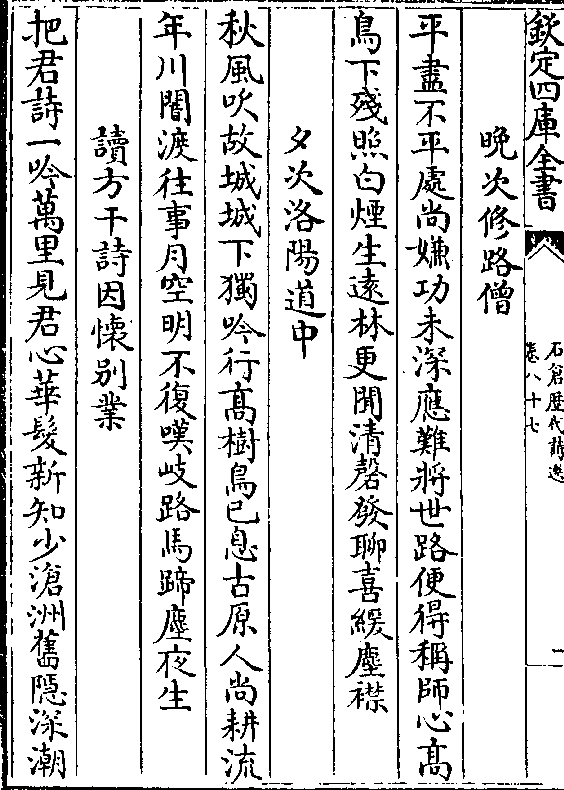 欽定四庫全書
石倉歷代詩選
卷八十七
二
晚次修路僧
平盡不平處尚嫌功未深應難將世路便得稱師心髙
鳥下殘照白煙生遠林更聞清磬發聊喜緩塵襟
夕次洛陽道中
秋風吹故城城下獨吟行髙樹鳥已息古原人尚耕流
年川閣淚往事月空明不復嘆岐路馬蹄塵夜生
讀方干詩因懷别業
把君詩一吟萬里見君心華髮新知少滄洲舊隱深潮